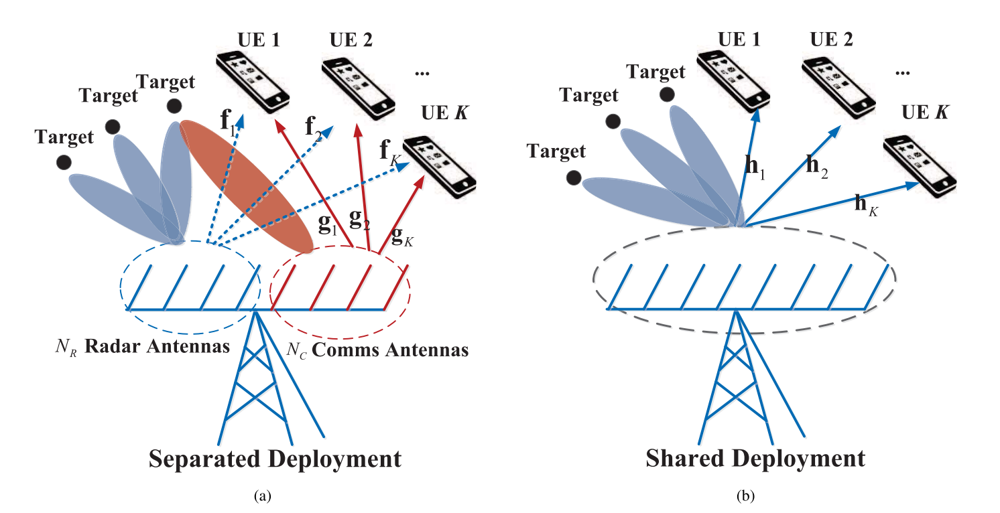 UE 1
UE 2
...
UE K
Target
Target
Target
f1
f2
fK
g1
g2
gK
NR Radar Antennas
NC Comms Antennas
Separated Deployment
(a)
UE 1
UE 2
...
UE K
Target
Target
Target
h1
h2
hK
Shared Deployment
(b)